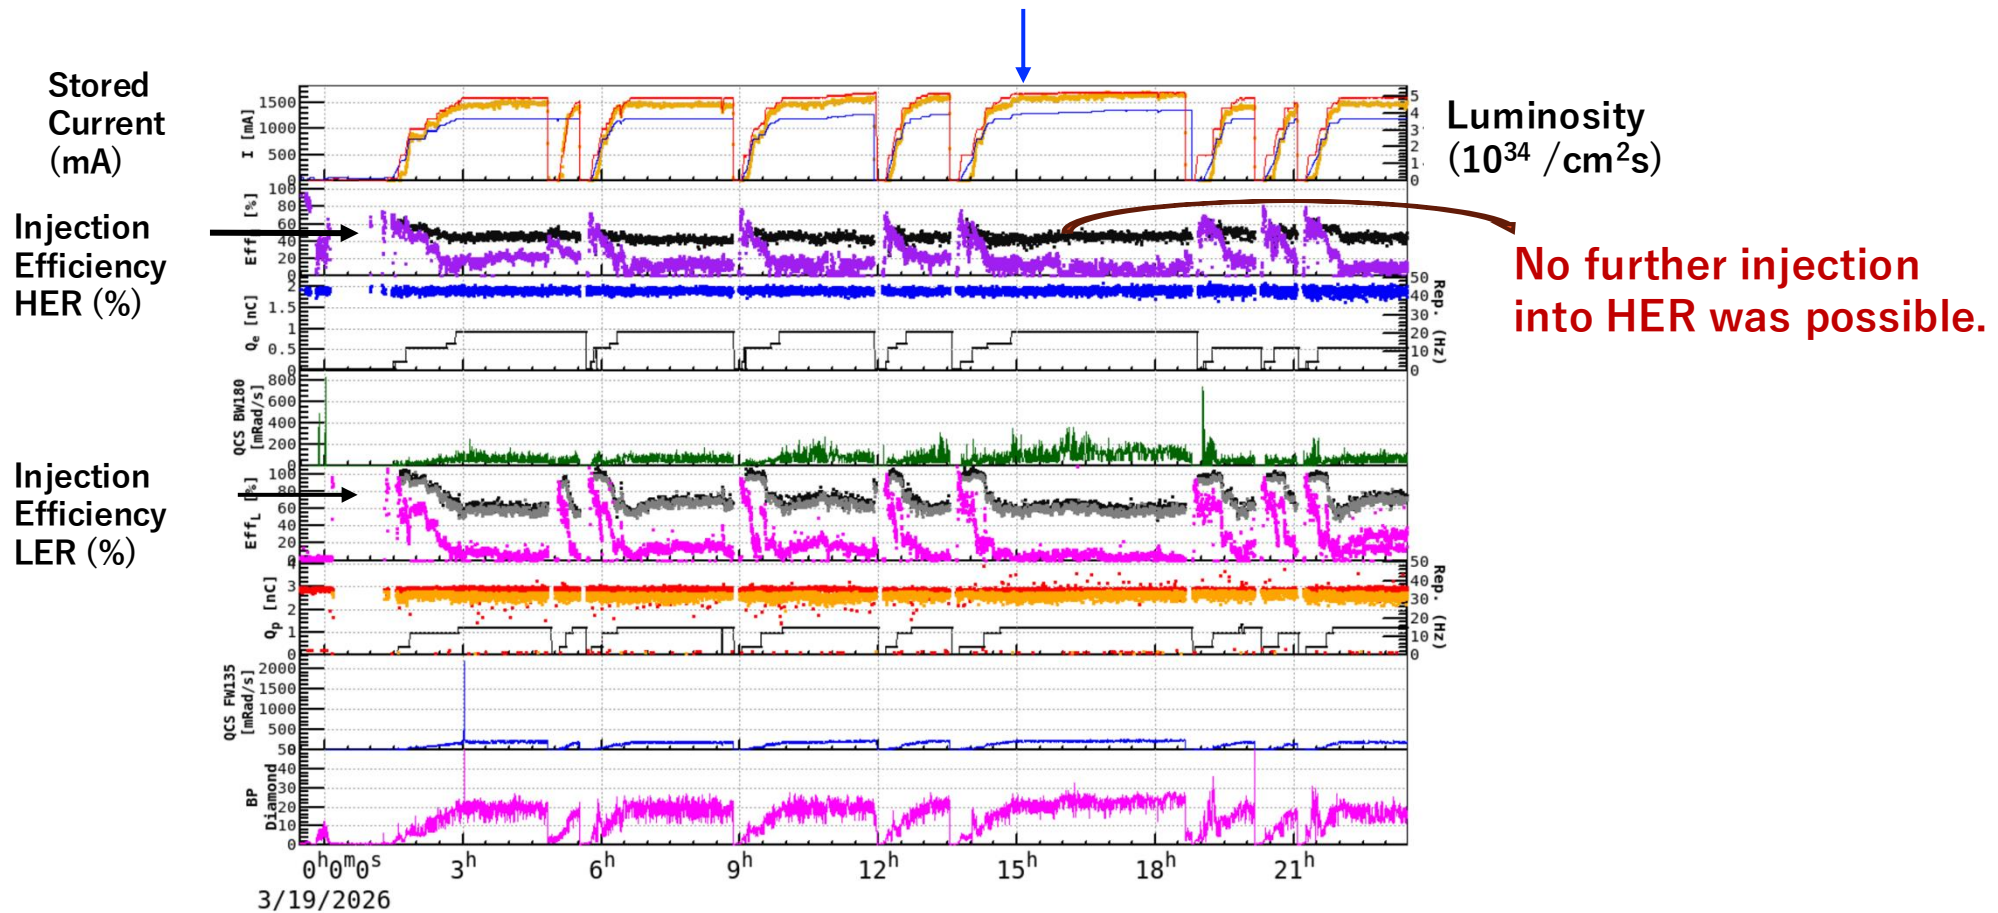 Stored
Current
(mA)
Injection
Efficiency
HER (%)
Injection
Efficiency
LER (%)
I [mA]
1500
1000
500
0
5
4
3
2
1
0
Luminosity
(10³⁴ /cm²s)
Eff [%]
100
80
60
40
20
0
No further injection
into HER was possible.
Qe [nC]
2
1.5
1
0.5
0
50
40
30
20
10
0
Rep. (Hz)
QCS BW180
[mRad/s]
800
600
400
200
0
EffL [%]
100
80
60
40
20
0
Qp [nC]
3
2
1
0
50
40
30
20
10
0
Rep. (Hz)
QCS FW135
[mRad/s]
2000
1500
1000
500
50
BP
Diamond
40
30
20
10
0
0h0m0s 3h 6h 9h 12h 15h 18h 21h
3/19/2026